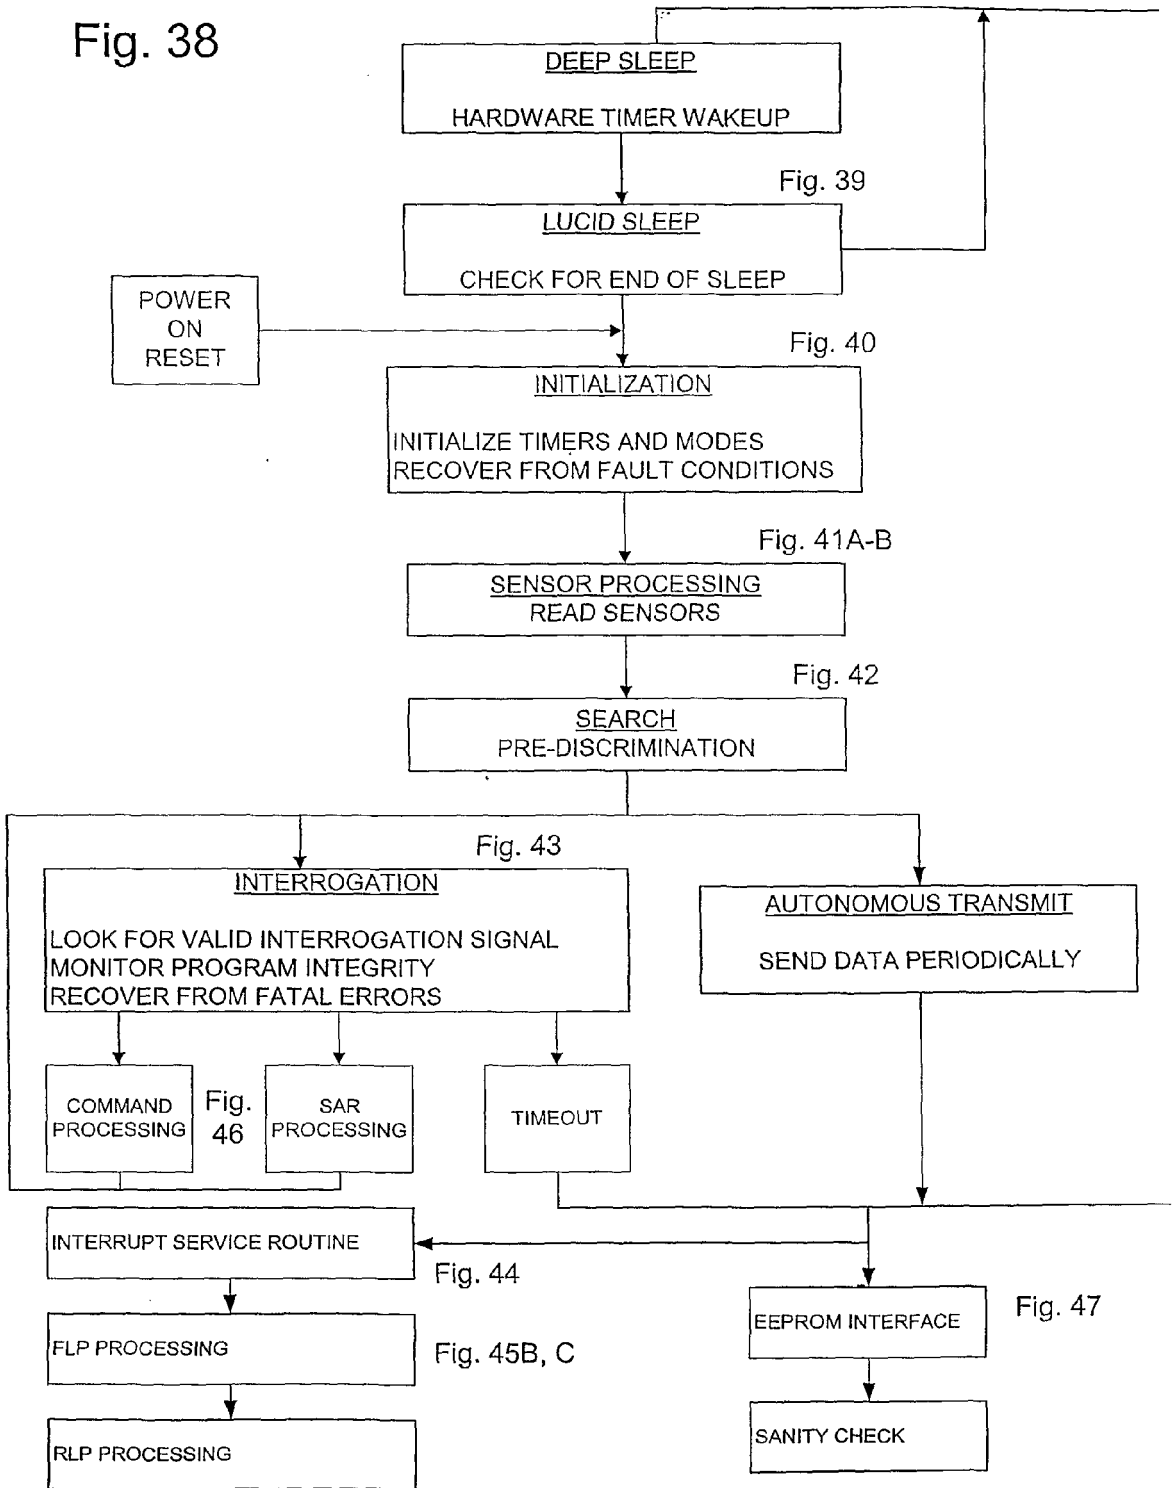 Fig. 38
DEEP SLEEP
HARDWARE TIMER WAKEUP
Fig. 39
LUCID SLEEP
CHECK FOR END OF SLEEP
POWER
ON
RESET
Fig. 40
INITIALIZATION
INITIALIZE TIMERS AND MODES
RECOVER FROM FAULT CONDITIONS
Fig. 41A-B
SENSOR PROCESSING
READ SENSORS
Fig. 42
SEARCH
PRE-DISCRIMINATION
Fig. 43
INTERROGATION
LOOK FOR VALID INTERROGATION SIGNAL
MONITOR PROGRAM INTEGRITY
RECOVER FROM FATAL ERRORS
AUTONOMOUS TRANSMIT
SEND DATA PERIODICALLY
COMMAND
PROCESSING
Fig.
46
SAR
PROCESSING
TIMEOUT
INTERRUPT SERVICE ROUTINE
Fig. 44
FLP PROCESSING
Fig. 45B, C
RLP PROCESSING
EEPROM INTERFACE
Fig. 47
SANITY CHECK